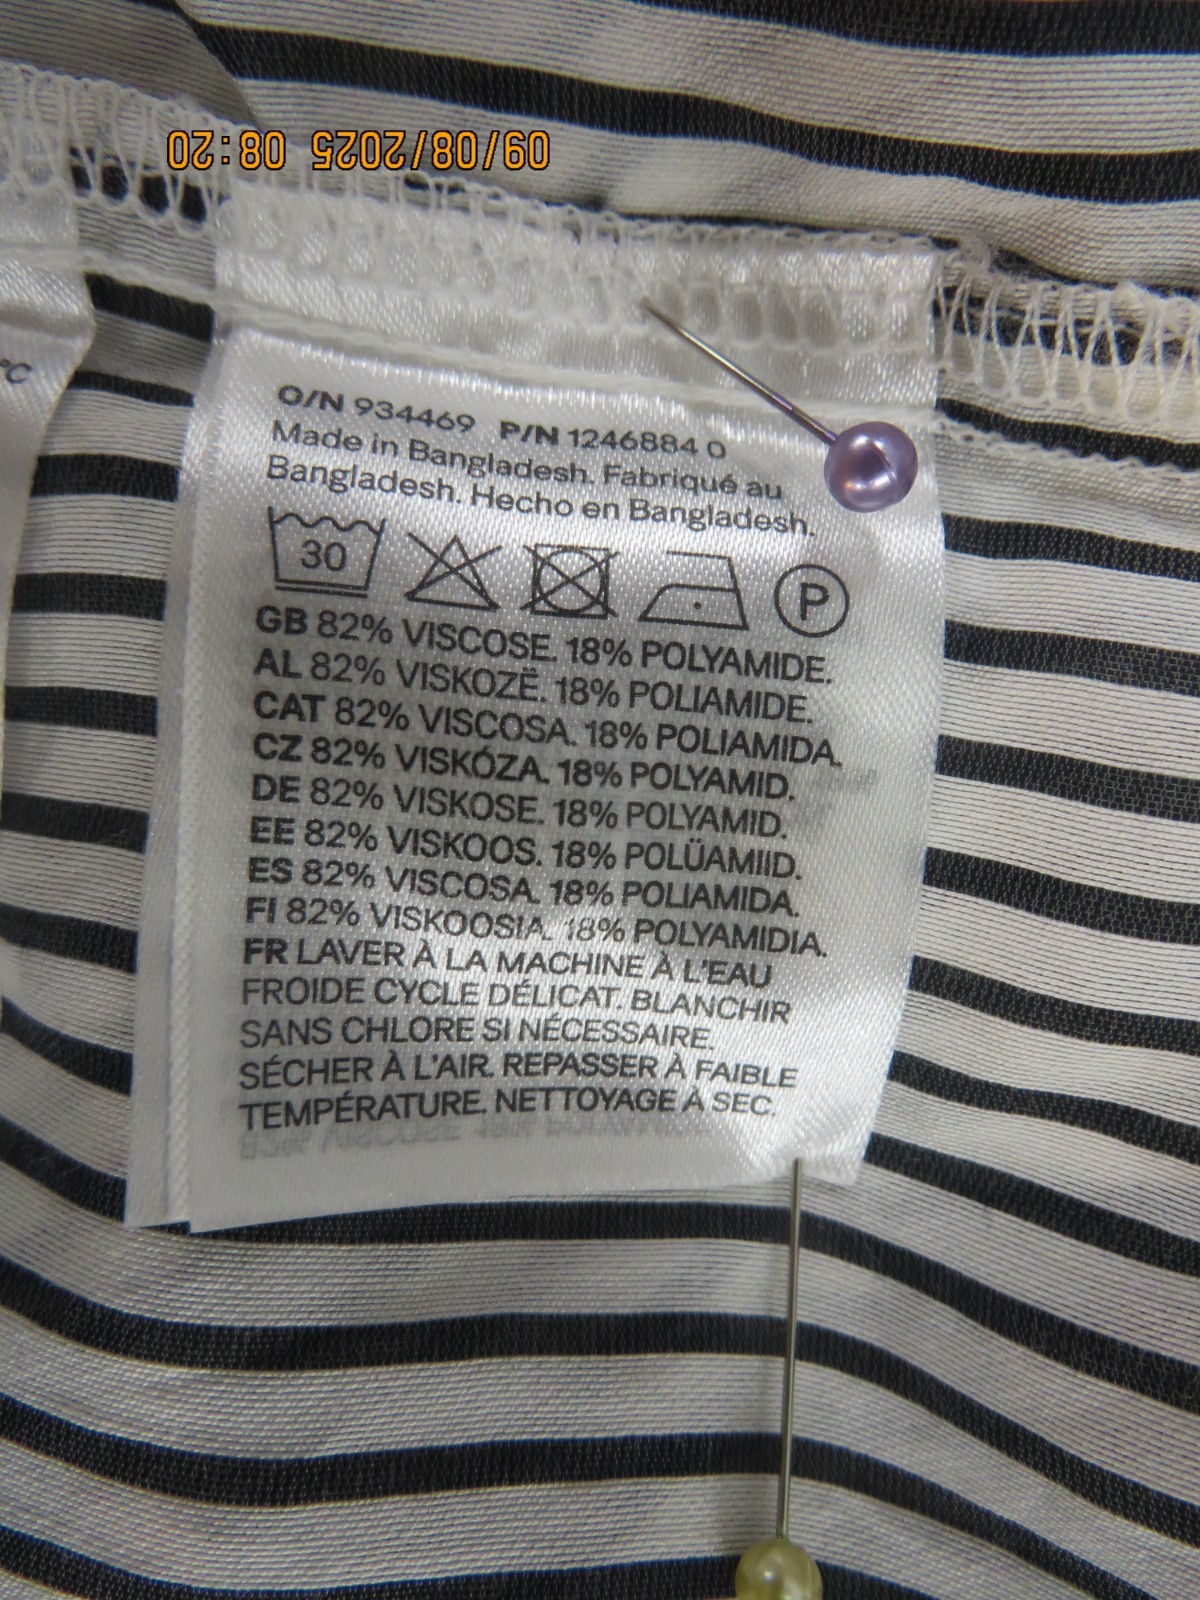 09/08/2025 08:20
°C
O/N 934469 P/N 1246884 0
Made in Bangladesh. Fabriqué au
Bangladesh. Hecho en Bangladesh.
30
P
GB 82% VISCOSE. 18% POLYAMIDE.
AL 82% VISKOZË. 18% POLIAMIDE.
CAT 82% VISCOSA. 18% POLIAMIDA.
CZ 82% VISKÓZA. 18% POLYAMID.
DE 82% VISKOSE. 18% POLYAMID.
EE 82% VISKOOS. 18% POLÜAMIID.
ES 82% VISCOSA. 18% POLIAMIDA.
FI 82% VISKOOSIA. 18% POLYAMIDIA.
FR LAVER À LA MACHINE À L'EAU
FROIDE CYCLE DÉLICAT. BLANCHIR
SANS CHLORE SI NÉCESSAIRE.
SÉCHER À L'AIR. REPASSER À FAIBLE
TEMPÉRATURE. NETTOYAGE À SEC.